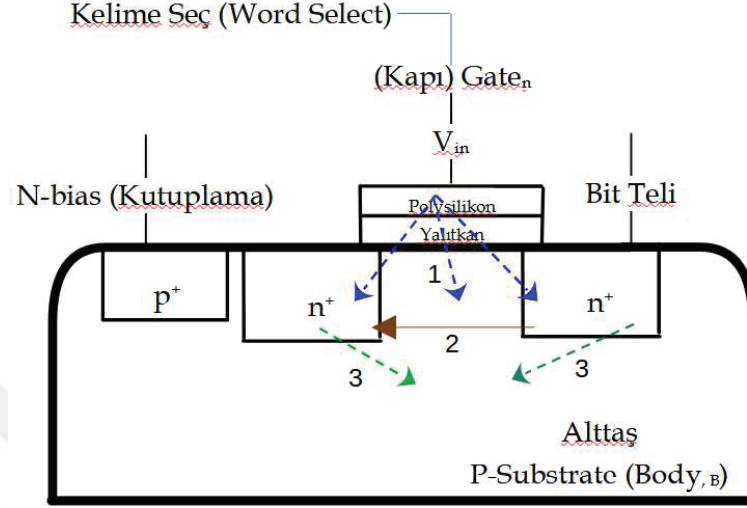 Kelime Seç (Word Select)
(Kapı) Gateₙ
V_in
N-bias (Kutuplama)
Polysilikon
Bit Teli
Yalıtkan
p⁺
1
n⁺
n⁺
2
3
3
Alttaş
P-Substrate (Body, B)